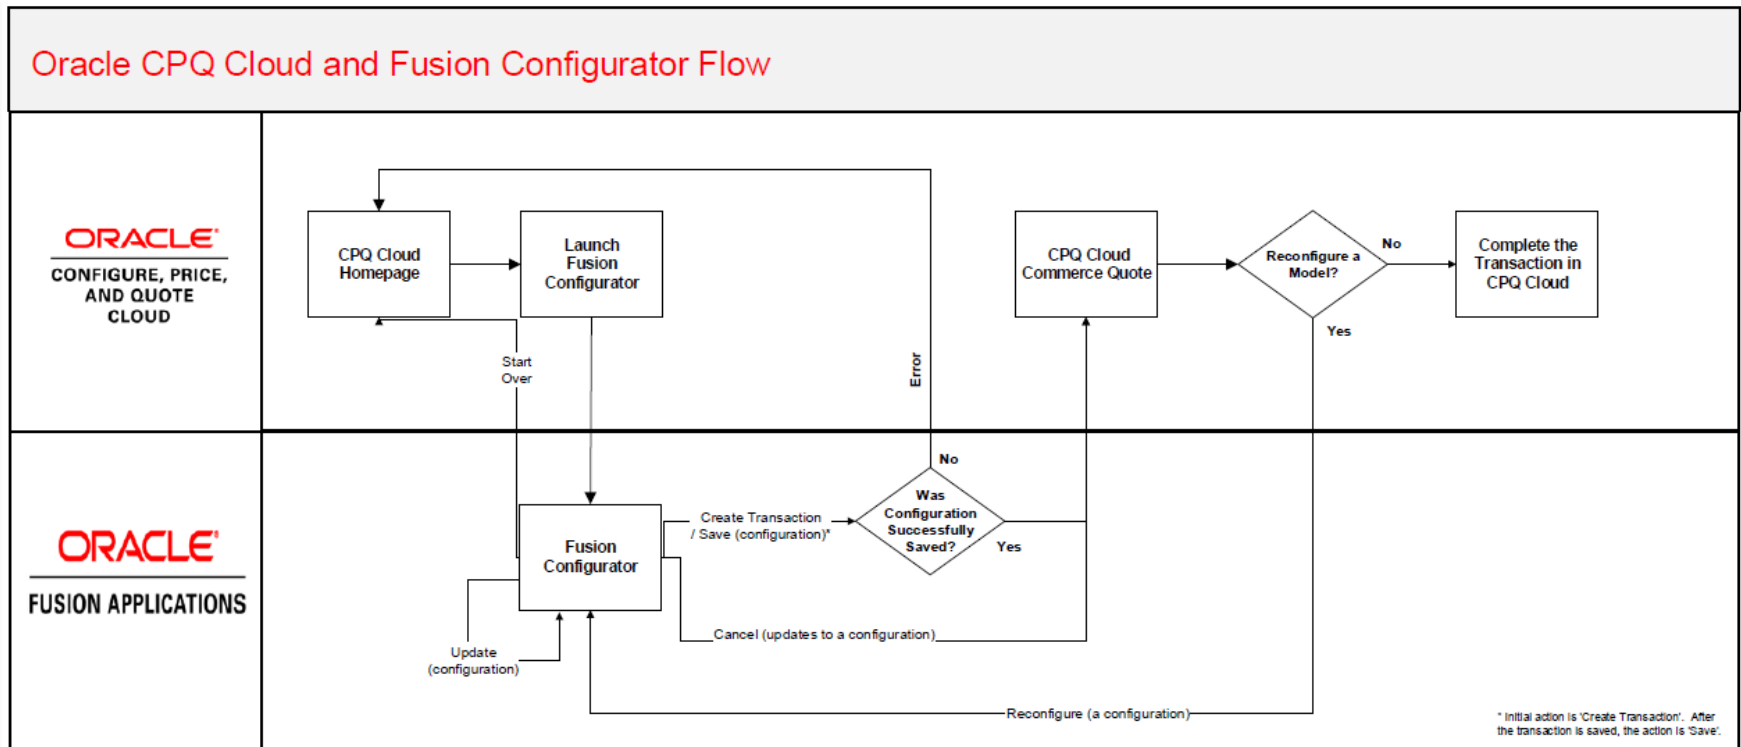 Oracle CPQ Cloud and Fusion Configurator Flow
ORACLE®
CONFIGURE, PRICE,
AND QUOTE
CLOUD
CPQ Cloud
Homepage
Launch
Fusion
Configurator
Start
Over
Error
CPQ Cloud
Commerce Quote
Reconfigure a
Model?
No
Yes
Complete the
Transaction in
CPQ Cloud
ORACLE®
FUSION APPLICATIONS
Fusion
Configurator
Update
(configuration)
Create Transaction
/ Save (configuration)*
No
Was
Configuration
Successfully
Saved?
Yes
Cancel (updates to a configuration)
Reconfigure (a configuration)
* Initial action is 'Create Transaction'. After
the transaction is saved, the action is 'Save'.